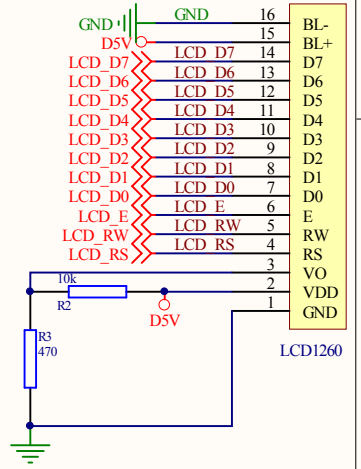 GND GND 16 BL-
D5V 15 BL+
LCD_D7 LCD_D7 14 D7
LCD_D6 LCD_D6 13 D6
LCD_D5 LCD_D5 12 D5
LCD_D4 LCD_D4 11 D4
LCD_D3 LCD_D3 10 D3
LCD_D2 LCD_D2 9 D2
LCD_D1 LCD_D1 8 D1
LCD_D0 LCD_D0 7 D0
LCD_E LCD_E 6 E
LCD_RW LCD_RW 5 RW
LCD_RS LCD_RS 4 RS
3 VO
10k 2 VDD
R2 1 GND
D5V
R3
470
LCD1260